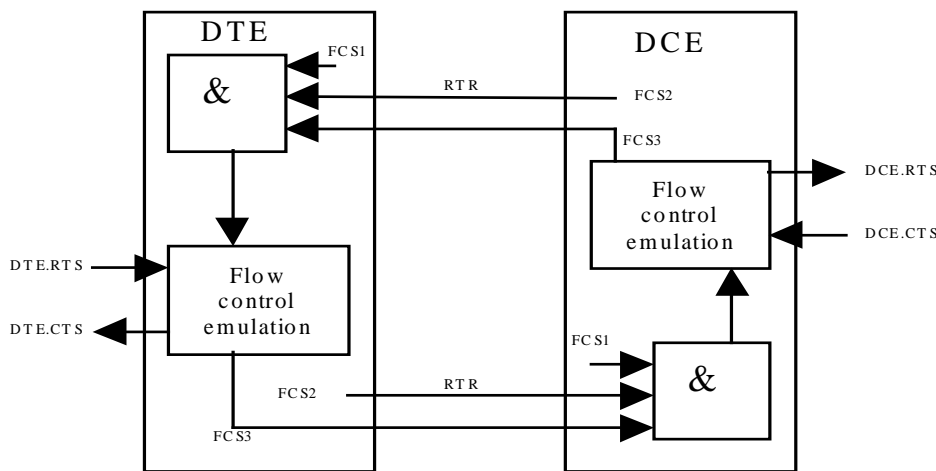 DTE
DCE
FCS1
&
RTR
FCS2
FCS3
DCE.RTS
Flow
control
emulation
DCE.CTS
DTE.RTS
Flow
control
emulation
DTE.CTS
FCS1
&
FCS2
RTR
FCS3